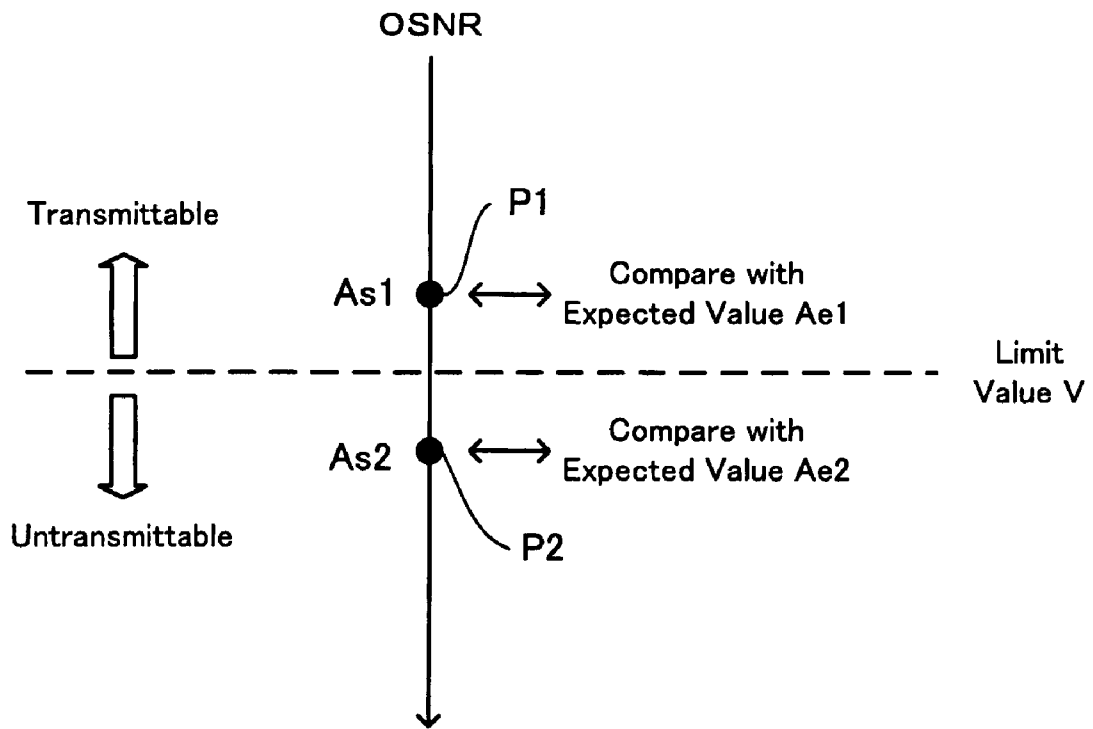 OSNR
P1
Transmittable
As1
Compare with
Expected Value Ae1
Limit
Value V
As2
Compare with
Expected Value Ae2
Untransmittable
P2